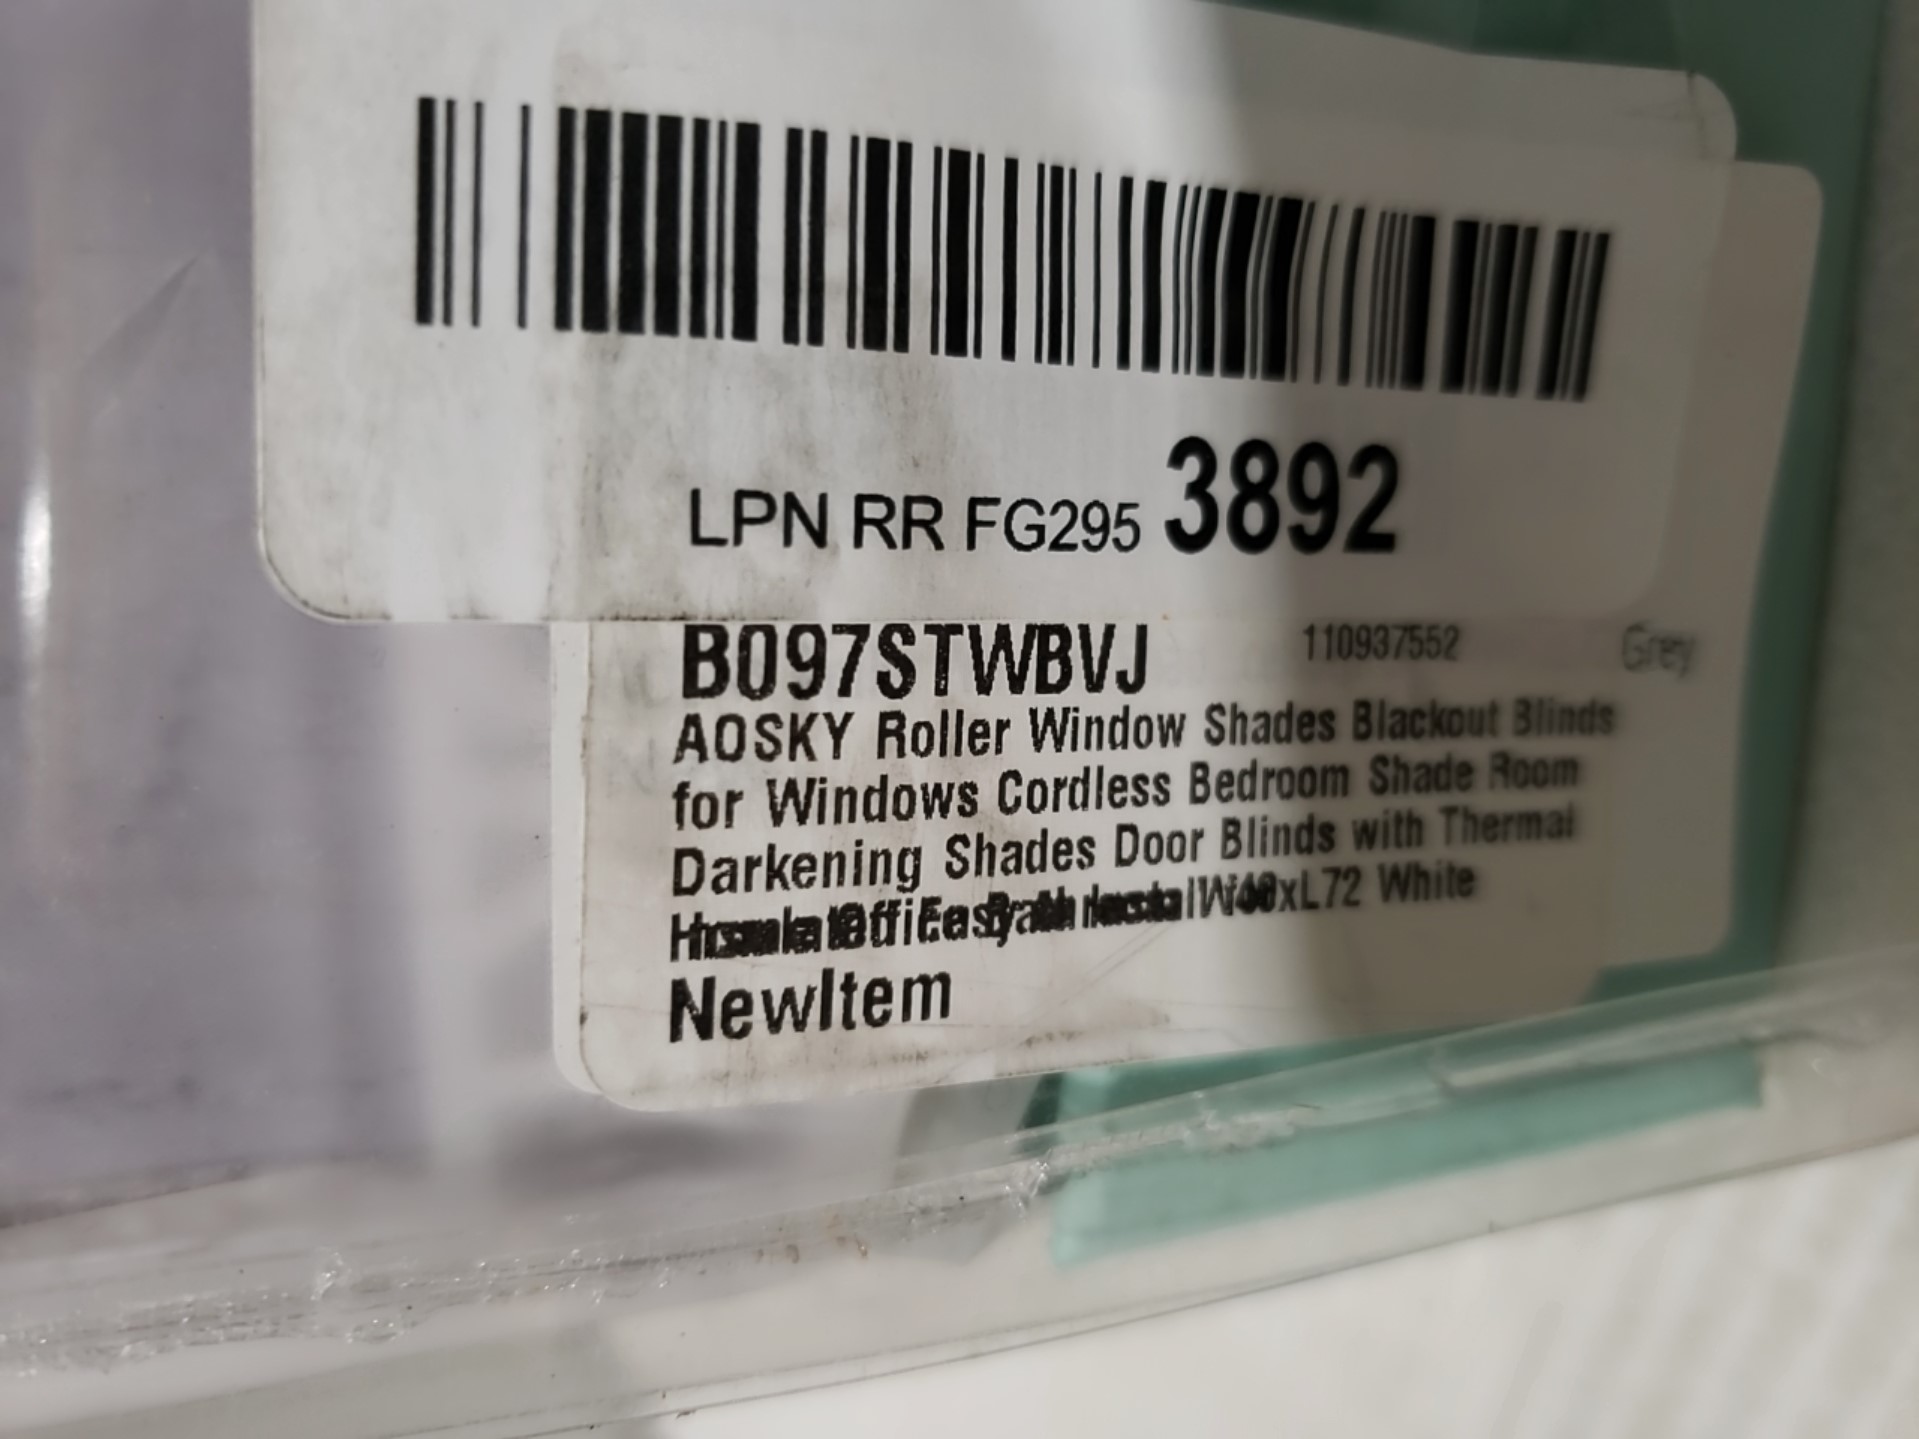 LPN RR FG295 3892
B097STWBVJ 110937552 Grey
AOSKY Roller Window Shades Blackout Blinds
for Windows Cordless Bedroom Shade Room
Darkening Shades Door Blinds with Thermal
xL72 White
NewItem